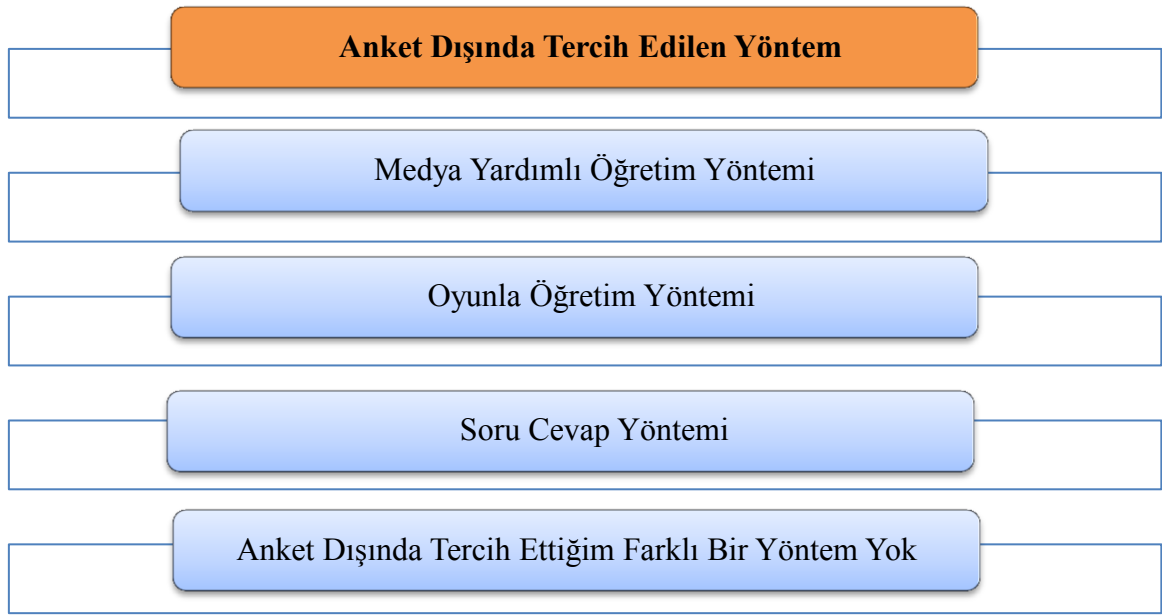 Anket Dışında Tercih Edilen Yöntem
Medya Yardımlı Öğretim Yöntemi
Oyunla Öğretim Yöntemi
Soru Cevap Yöntemi
Anket Dışında Tercih Ettiğim Farklı Bir Yöntem Yok